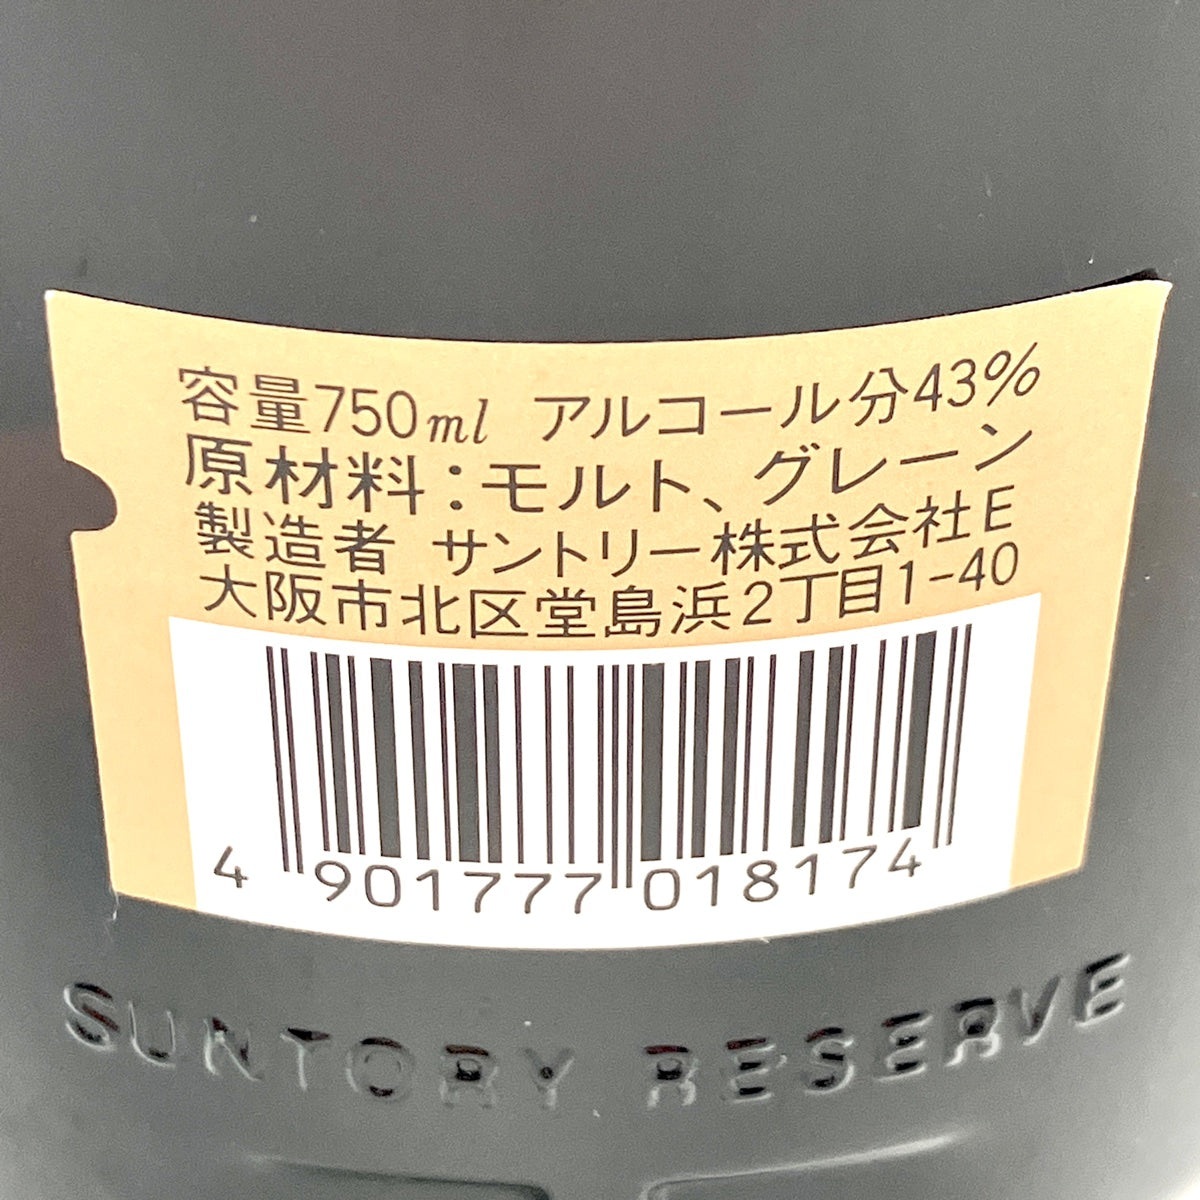 容量750ml アルコール分43%
原材料：モルト、グレーン
製造者 サントリー株式会社E
大阪市北区堂島浜2丁目1-40
4 901777 018174
SUNTORY RESERVE